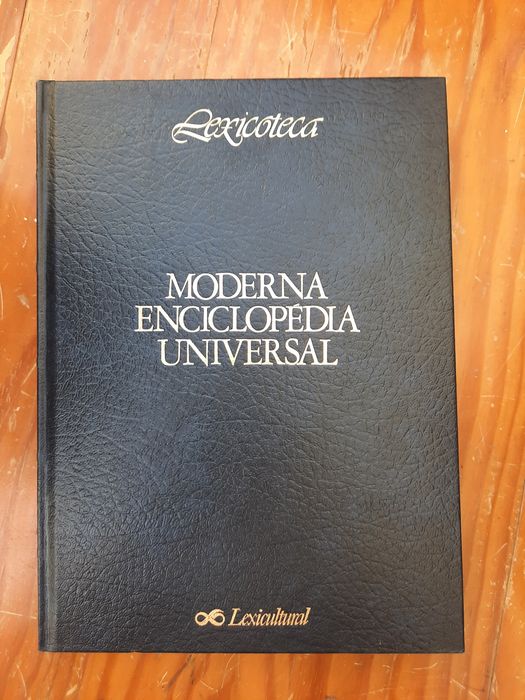 Lexicoteca
MODERNA
ENCICLOPÉDIA
UNIVERSAL
Lexicultural